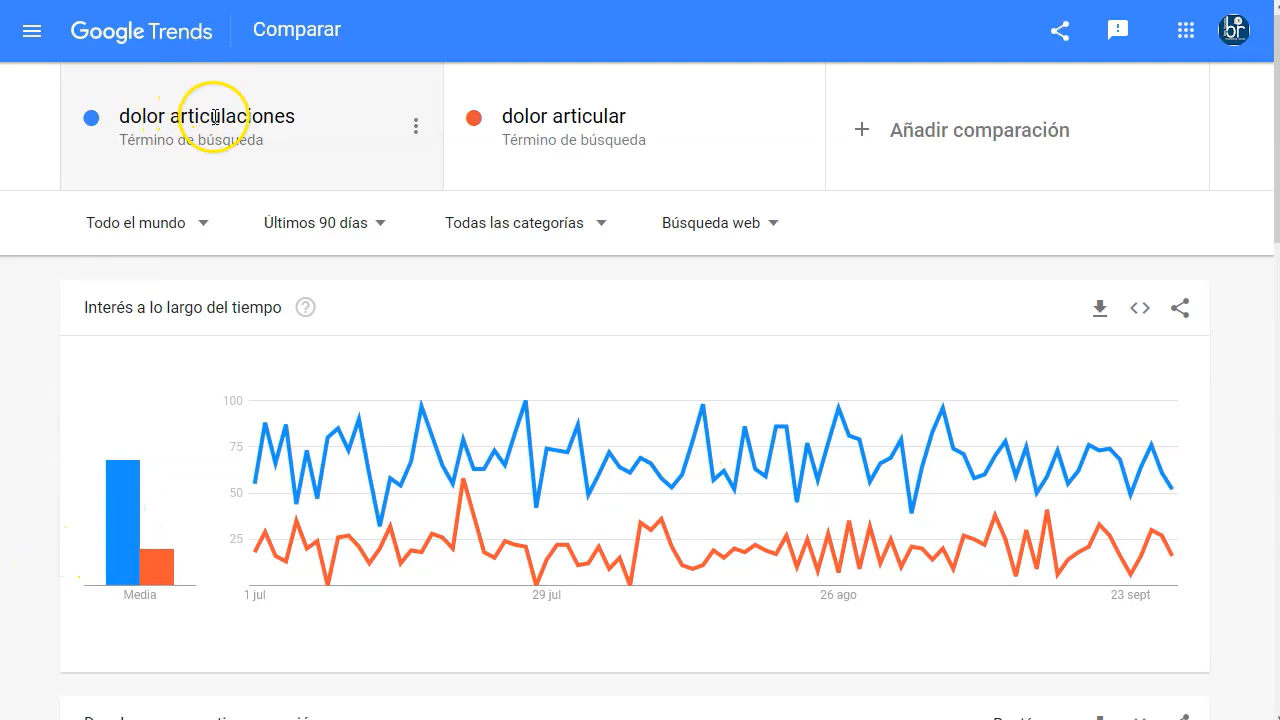 Google Trends
Comparar
dolor articulaciones
Término de búsqueda
dolor articular
Término de búsqueda
+ Añadir comparación
Todo el mundo
Últimos 90 días
Todas las categorías
Búsqueda web
Interés a lo largo del tiempo
100
75
50
25
Media
1 jul
29 jul
26 ago
23 sept